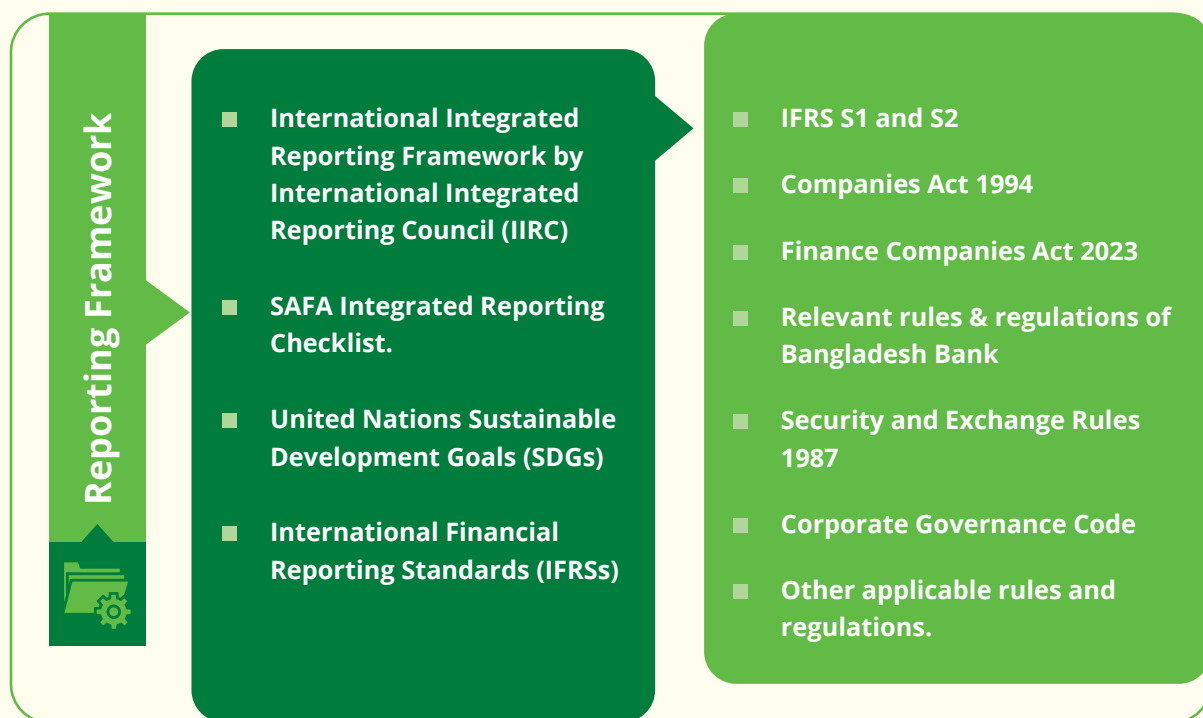 Reporting Framework
International Integrated
Reporting Framework by
International Integrated
Reporting Council (IIRC)
SAFA Integrated Reporting
Checklist.
United Nations Sustainable
Development Goals (SDGs)
International Financial
Reporting Standards (IFRSs)
IFRS S1 and S2
Companies Act 1994
Finance Companies Act 2023
Relevant rules & regulations of
Bangladesh Bank
Security and Exchange Rules
1987
Corporate Governance Code
Other applicable rules and
regulations.